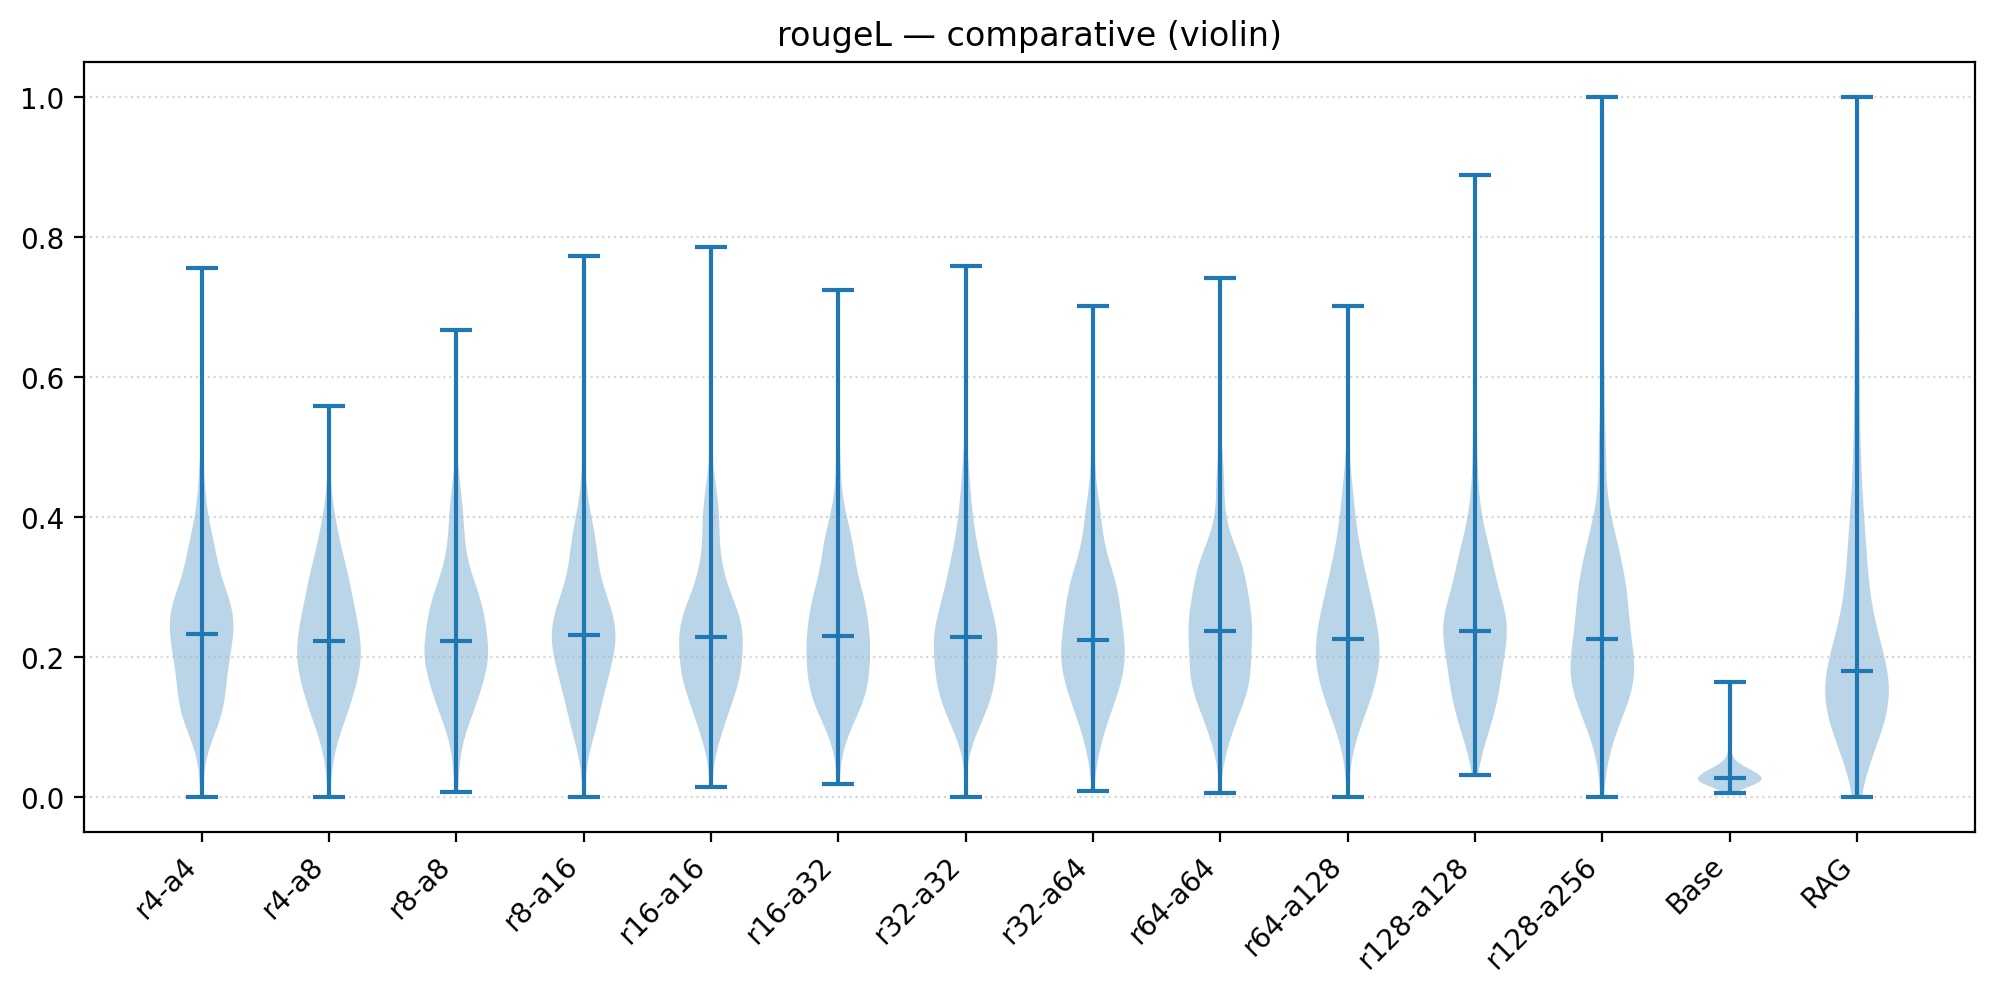 rougeL — comparative (violin)
1.0
0.8
0.6
0.4
0.2
0.0
r4-a4
r4-a8
r8-a8
r8-a16
r16-a16
r16-a32
r32-a32
r32-a64
r64-a64
r64-a128
r128-a128
r128-a256
Base
RAG